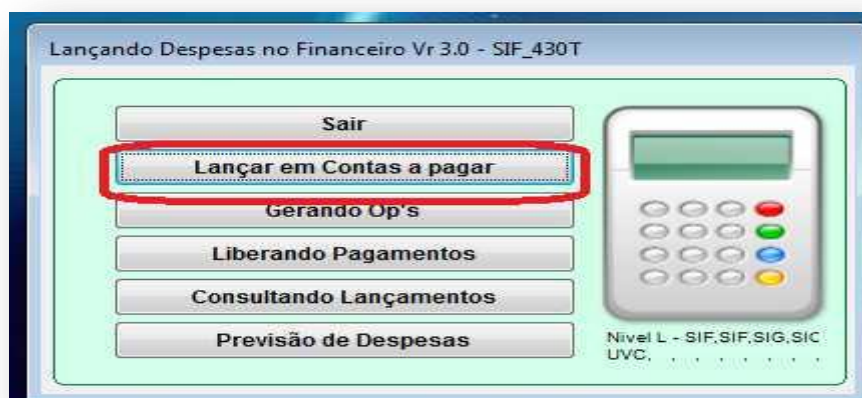 Lançando Despesas no Financeiro Vr 3.0 - SIF_430T
Sair
Lançar em Contas a pagar
Gerando Op's
Liberando Pagamentos
Consultando Lançamentos
Previsão de Despesas
Nivel L - SIF,SIF,SIG,SIC
UVC, . . . . . . .